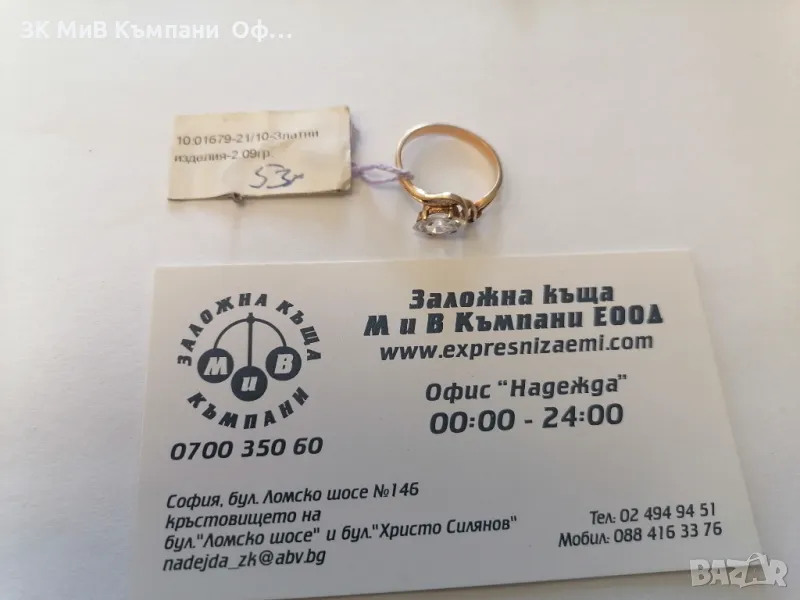 ЗК МиВ Къмпани Оф...
10:01679-21/10-Златни
изделия-2.09гр.
53м
ЗАЛОЖНА КЪЩА
М и В
КЪМПАНИ
0700 350 60
Заложна къща
М и В Къмпани ЕООД
www.expresnizaemi.com
Офис "Надежда"
00:00 - 24:00
София, бул. Ломско шосе №146
кръстовището на
бул."Ломско шосе" и бул."Христо Силянов"
nadejda_zk@abv.bg
Тел: 02 494 94 51
Мобил: 088 416 33 76
BAZAR